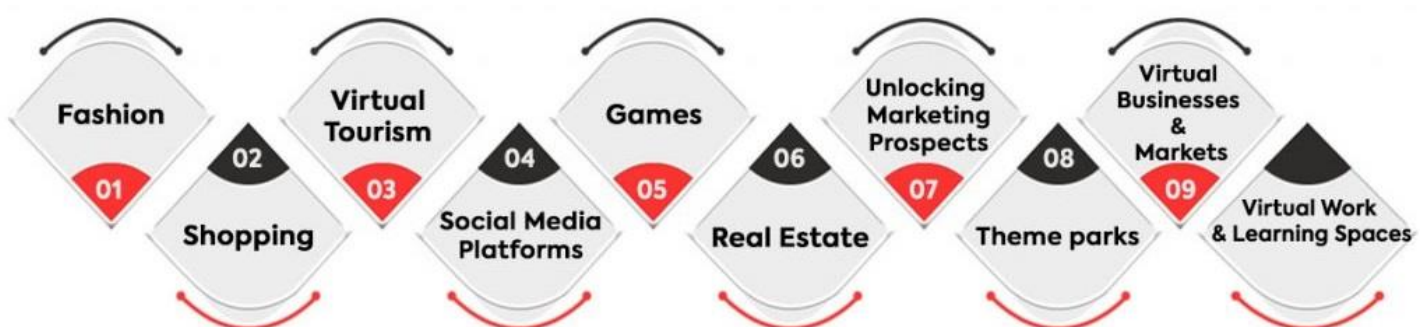 Fashion
01
02
Shopping
Virtual
Tourism
03
04
Social Media
Platforms
Games
05
06
Real Estate
Unlocking
Marketing
Prospects
07
08
Theme parks
Virtual
Businesses
&
Markets
09
Virtual Work
& Learning Spaces